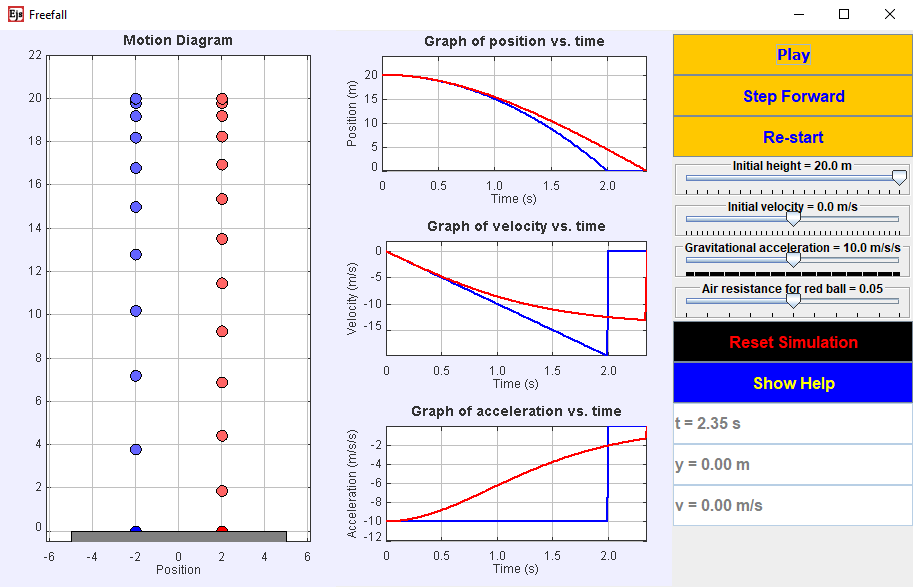 Ejs Freefall
Motion Diagram
22
20
18
16
14
12
10
8
6
4
2
0
-6 -4 -2 0 2 4 6
Position
Graph of position vs. time
Position (m)
20
15
10
5
0
0 0.5 1.0 1.5 2.0
Time (s)
Graph of velocity vs. time
Velocity (m/s)
0
-5
-10
-15
0 0.5 1.0 1.5 2.0
Time (s)
Graph of acceleration vs. time
Acceleration (m/s/s)
-2
-4
-6
-8
-10
-12
0 0.5 1.0 1.5 2.0
Time (s)
Play
Step Forward
Re-start
Initial height = 20.0 m
Initial velocity = 0.0 m/s
Gravitational acceleration = 10.0 m/s/s
Air resistance for red ball = 0.05
Reset Simulation
Show Help
t = 2.35 s
y = 0.00 m
v = 0.00 m/s